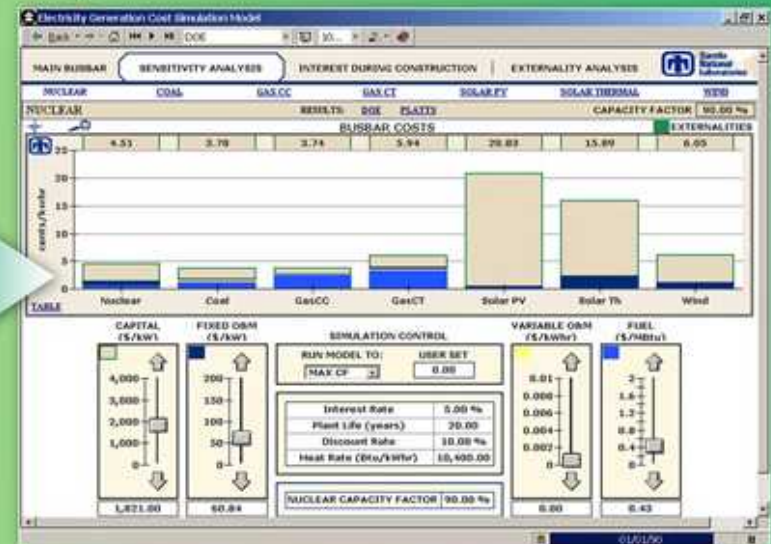 Electricity Generation Cost Simulation Model
Back DOE
MAIN BUSBAR SENSITIVITY ANALYSIS INTEREST DURING CONSTRUCTION EXTERNALITY ANALYSIS Sandia National Laboratories
NUCLEAR COAL GAS CC GAS CT SOLAR PV SOLAR THERMAL WIND
NUCLEAR RESULTS: DOE PLATTS CAPACITY FACTOR 90.00 %
BUSBAR COSTS EXTERNALITIES
4.51 3.78 3.74 5.94 20.83 15.89 6.05
25
20
15
10
5
0
cents/kwhr
TABLE Nuclear Coal GasCC GasCT Solar PV Solar Th Wind
CAPITAL ($/kW) FIXED O&M ($/kW) SIMULATION CONTROL VARIABLE O&M ($/kWhr) FUEL ($/MBtu)
RUN MODEL TO: USER SET
MAX CF 0.00
4,000 200 0.01 2
3,000 150 0.008 1.6
2,000 100 0.006 1.2
1,000 50 0.004 0.8
0 0 0.002 0.4
0 0
Interest Rate 5.00 %
Plant Life (years) 20.00
Discount Rate 10.00 %
Heat Rate (Btu/kWhr) 10,400.00
NUCLEAR CAPACITY FACTOR 90.00 %
1,821.00 60.84 0.00 0.43
01/01/50